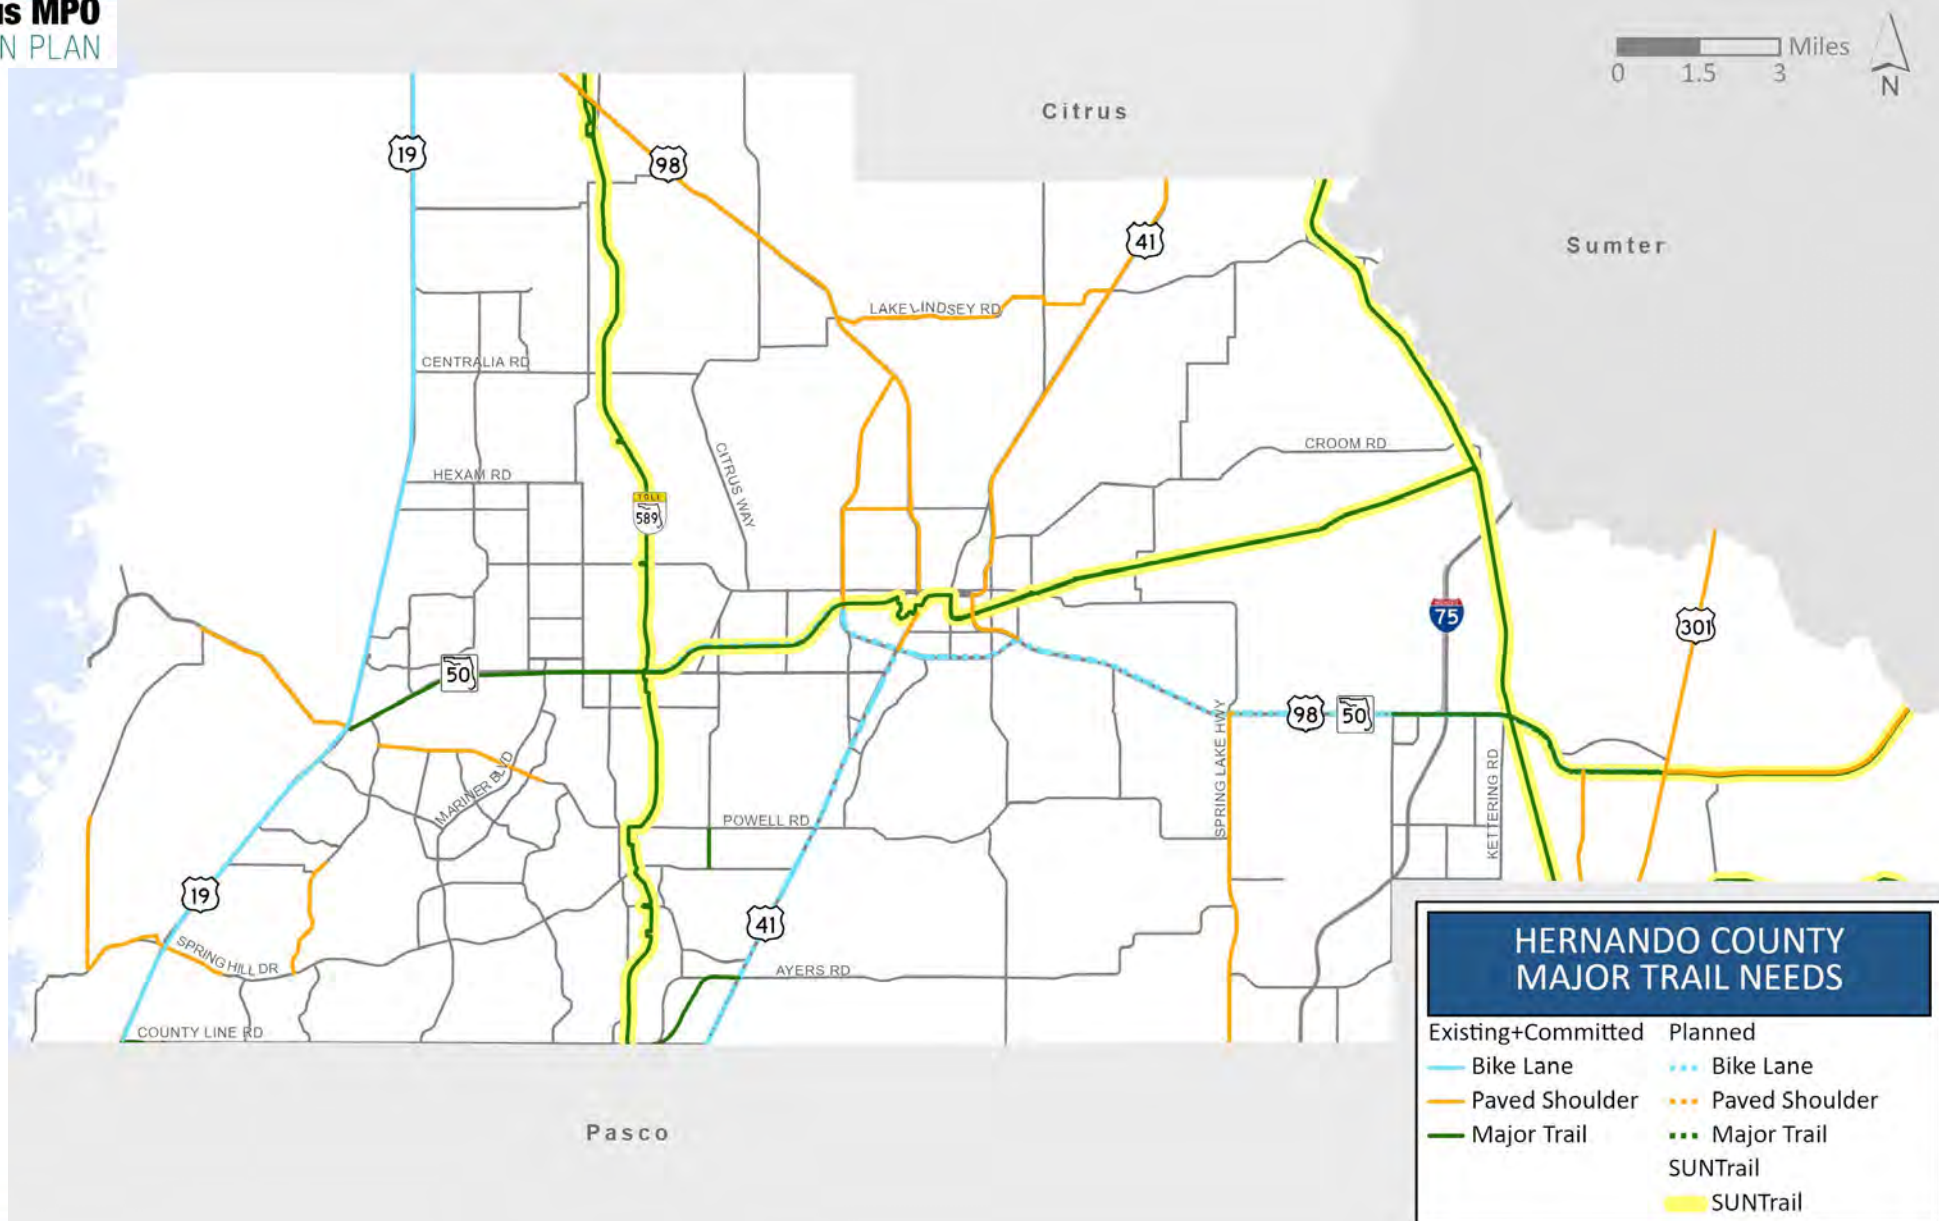 us MPO
N PLAN
Miles
0 1.5 3
N
Citrus
19
98
41
Sumter
LAKE LINDSEY RD
CENTRALIA RD
CROOM RD
HEXAM RD
CITRUS WAY
TOLL
589
75
301
50
SPRING LAKE HWY
98
50
MARINER BLVD
POWELL RD
KETTERING RD
19
41
SPRING HILL DR
AYERS RD
COUNTY LINE RD
Pasco
HERNANDO COUNTY
MAJOR TRAIL NEEDS
Existing+Committed Planned
Bike Lane Bike Lane
Paved Shoulder Paved Shoulder
Major Trail Major Trail
SUNTrail
SUNTrail